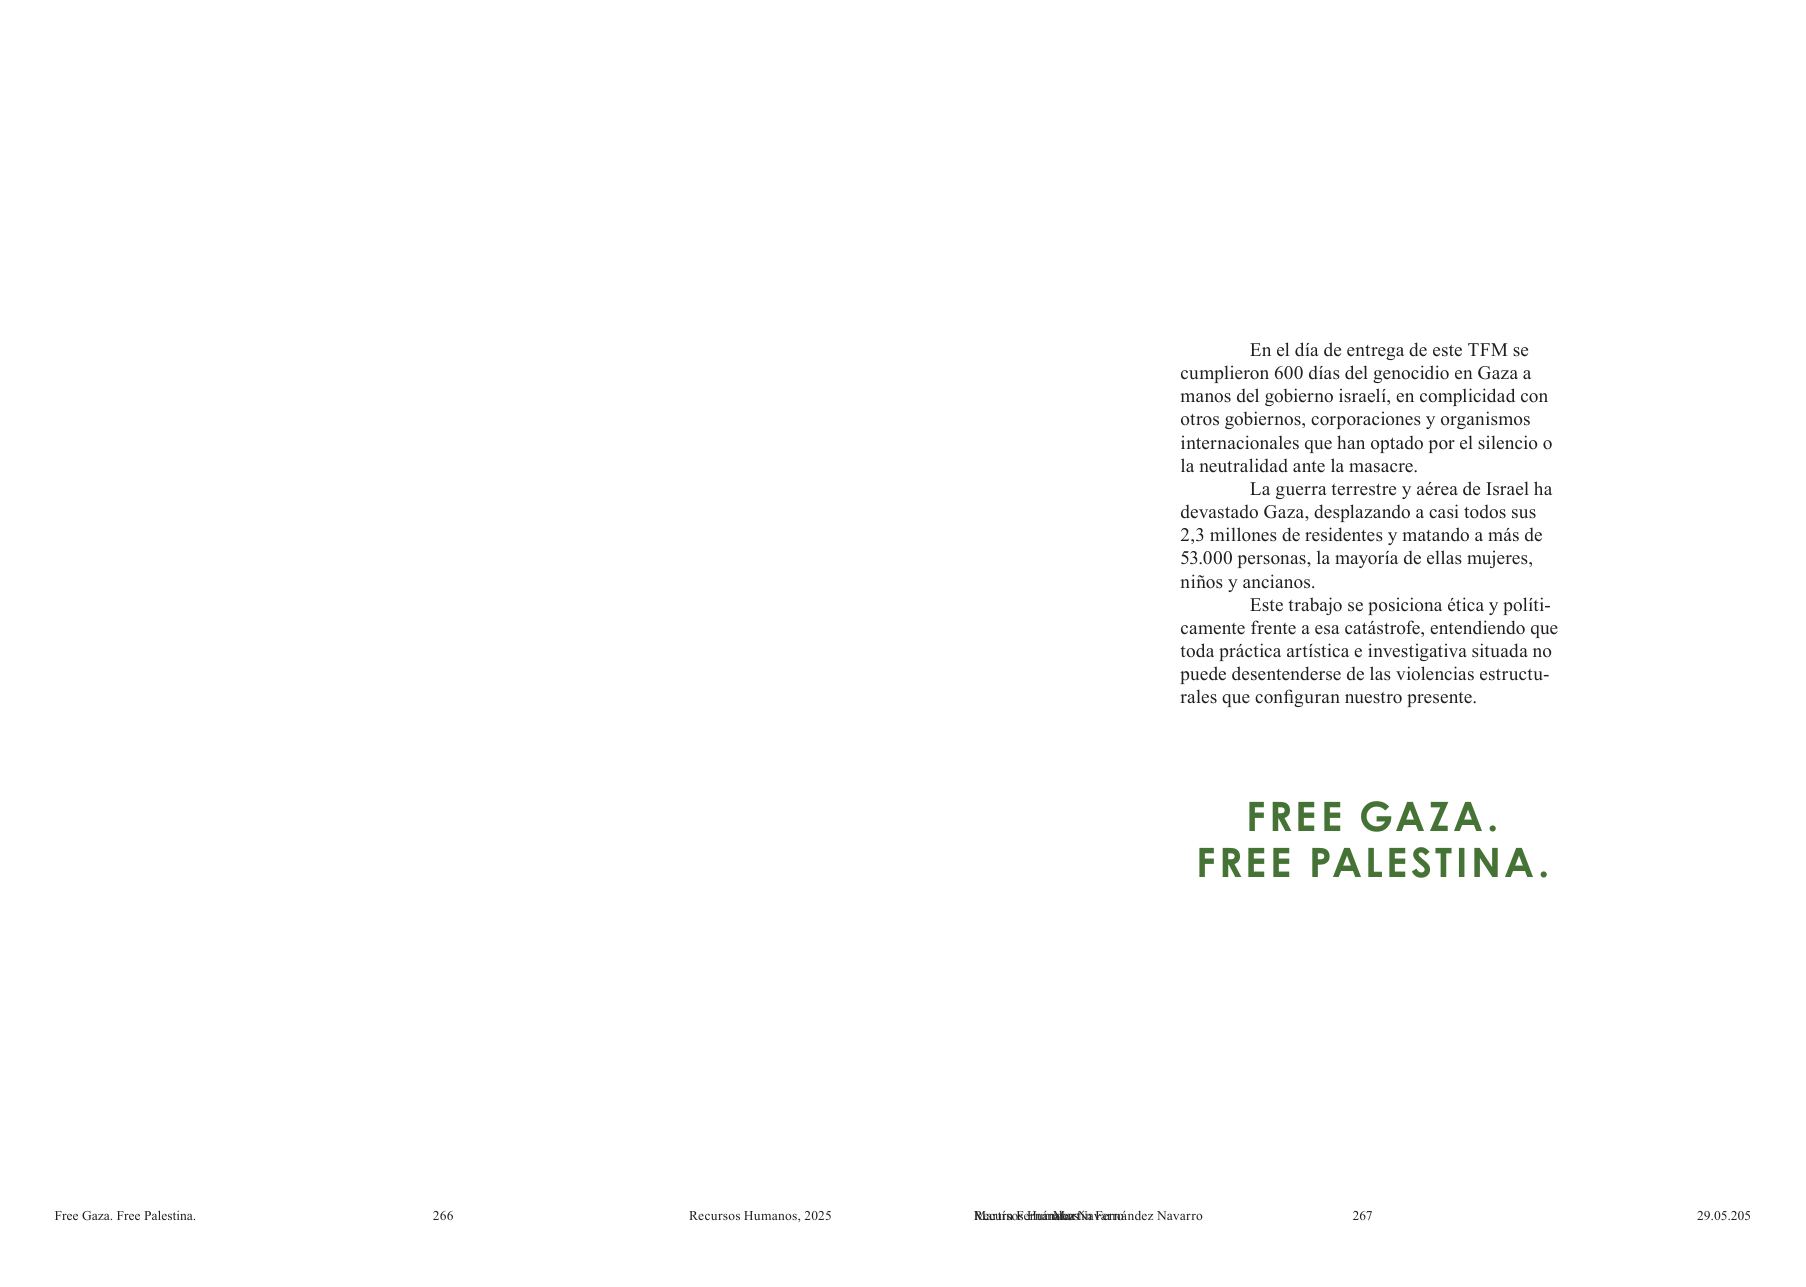 En el día de entrega de este TFM se
cumplieron 600 días del genocidio en Gaza a
manos del gobierno israelí, en complicidad con
otros gobiernos, corporaciones y organismos
internacionales que han optado por el silencio o
la neutralidad ante la masacre.
La guerra terrestre y aérea de Israel ha
devastado Gaza, desplazando a casi todos sus
2,3 millones de residentes y matando a más de
53.000 personas, la mayoría de ellas mujeres,
niños y ancianos.
Este trabajo se posiciona ética y políti-
camente frente a esa catástrofe, entendiendo que
toda práctica artística e investigativa situada no
puede desentenderse de las violencias estructu-
rales que configuran nuestro presente.
FREE GAZA.
FREE PALESTINA.
Free Gaza. Free Palestina. 266 Recursos Humanos, 2025 Fernández Navarro 267 29.05.205